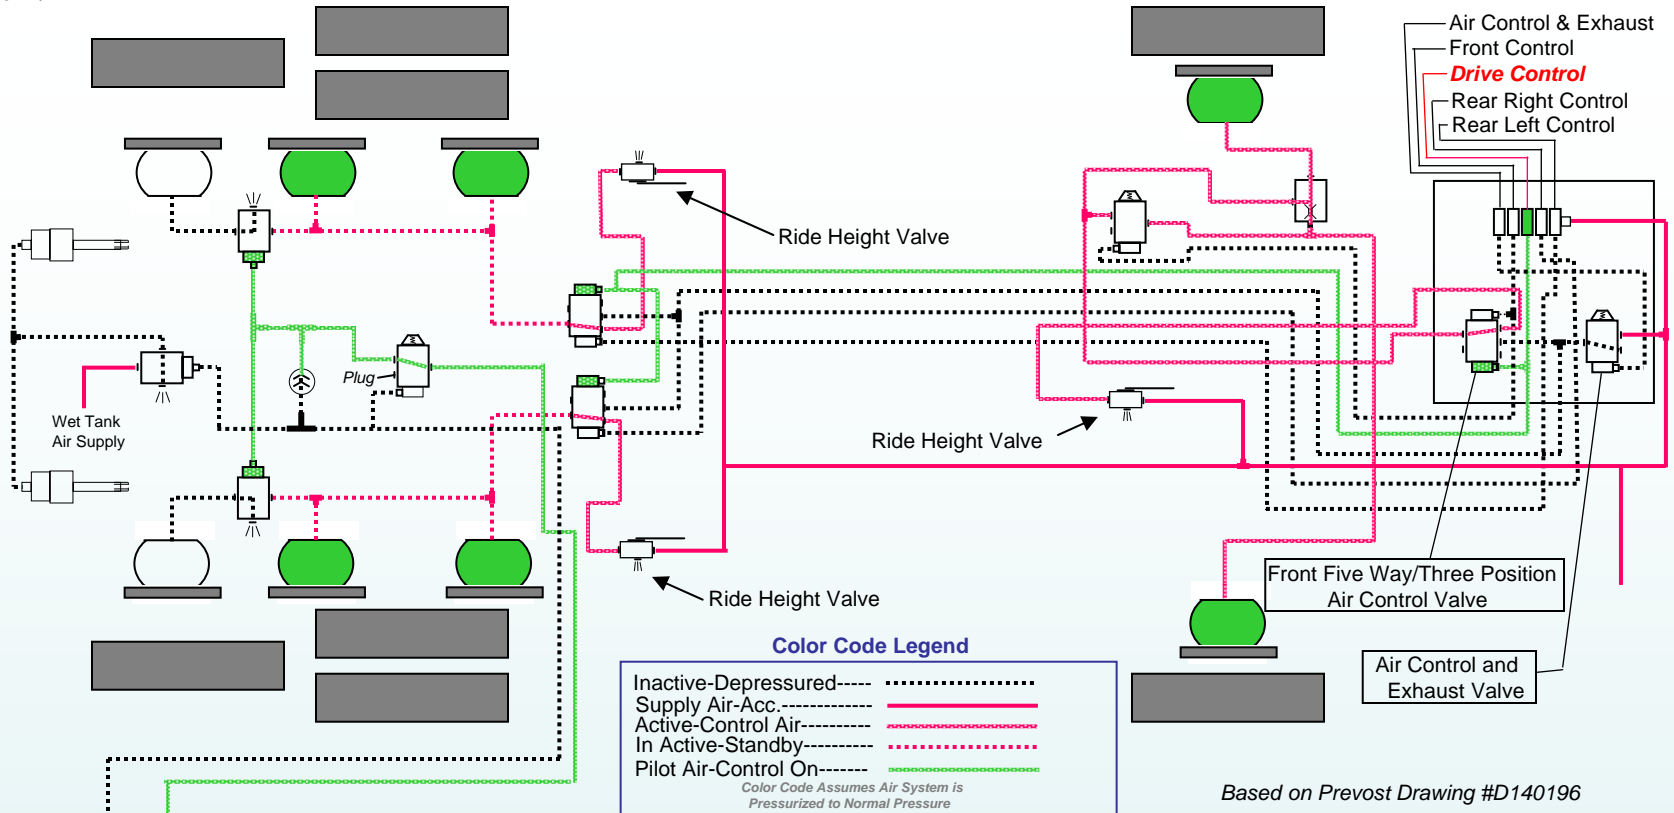 Air Control & Exhaust
Front Control
Drive Control
Rear Right Control
Rear Left Control
Ride Height Valve
Plug
Wet Tank
Air Supply
Ride Height Valve
Ride Height Valve
Front Five Way/Three Position
Air Control Valve
Air Control and
Exhaust Valve
Color Code Legend
Inactive-Depressured-----
Supply Air-Acc.-------------
Active-Control Air----------
In Active-Standby----------
Pilot Air-Control On-------
Color Code Assumes Air System is
Pressurized to Normal Pressure
Based on Prevost Drawing #D140196